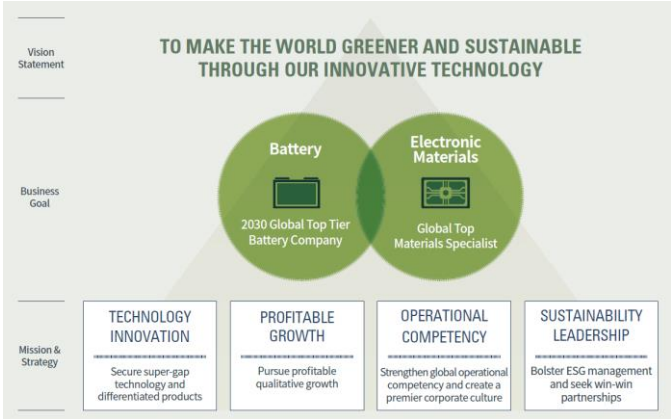 Vision
Statement
TO MAKE THE WORLD GREENER AND SUSTAINABLE
THROUGH OUR INNOVATIVE TECHNOLOGY
Business
Goal
Battery
2030 Global Top Tier
Battery Company
Electronic
Materials
Global Top
Materials Specialist
Mission &
Strategy
TECHNOLOGY
INNOVATION
Secure super-gap
technology and
differentiated products
PROFITABLE
GROWTH
Pursue profitable
qualitative growth
OPERATIONAL
COMPETENCY
Strengthen global operational
competency and create a
premier corporate culture
SUSTAINABILITY
LEADERSHIP
Bolster ESG management
and seek win-win
partnerships